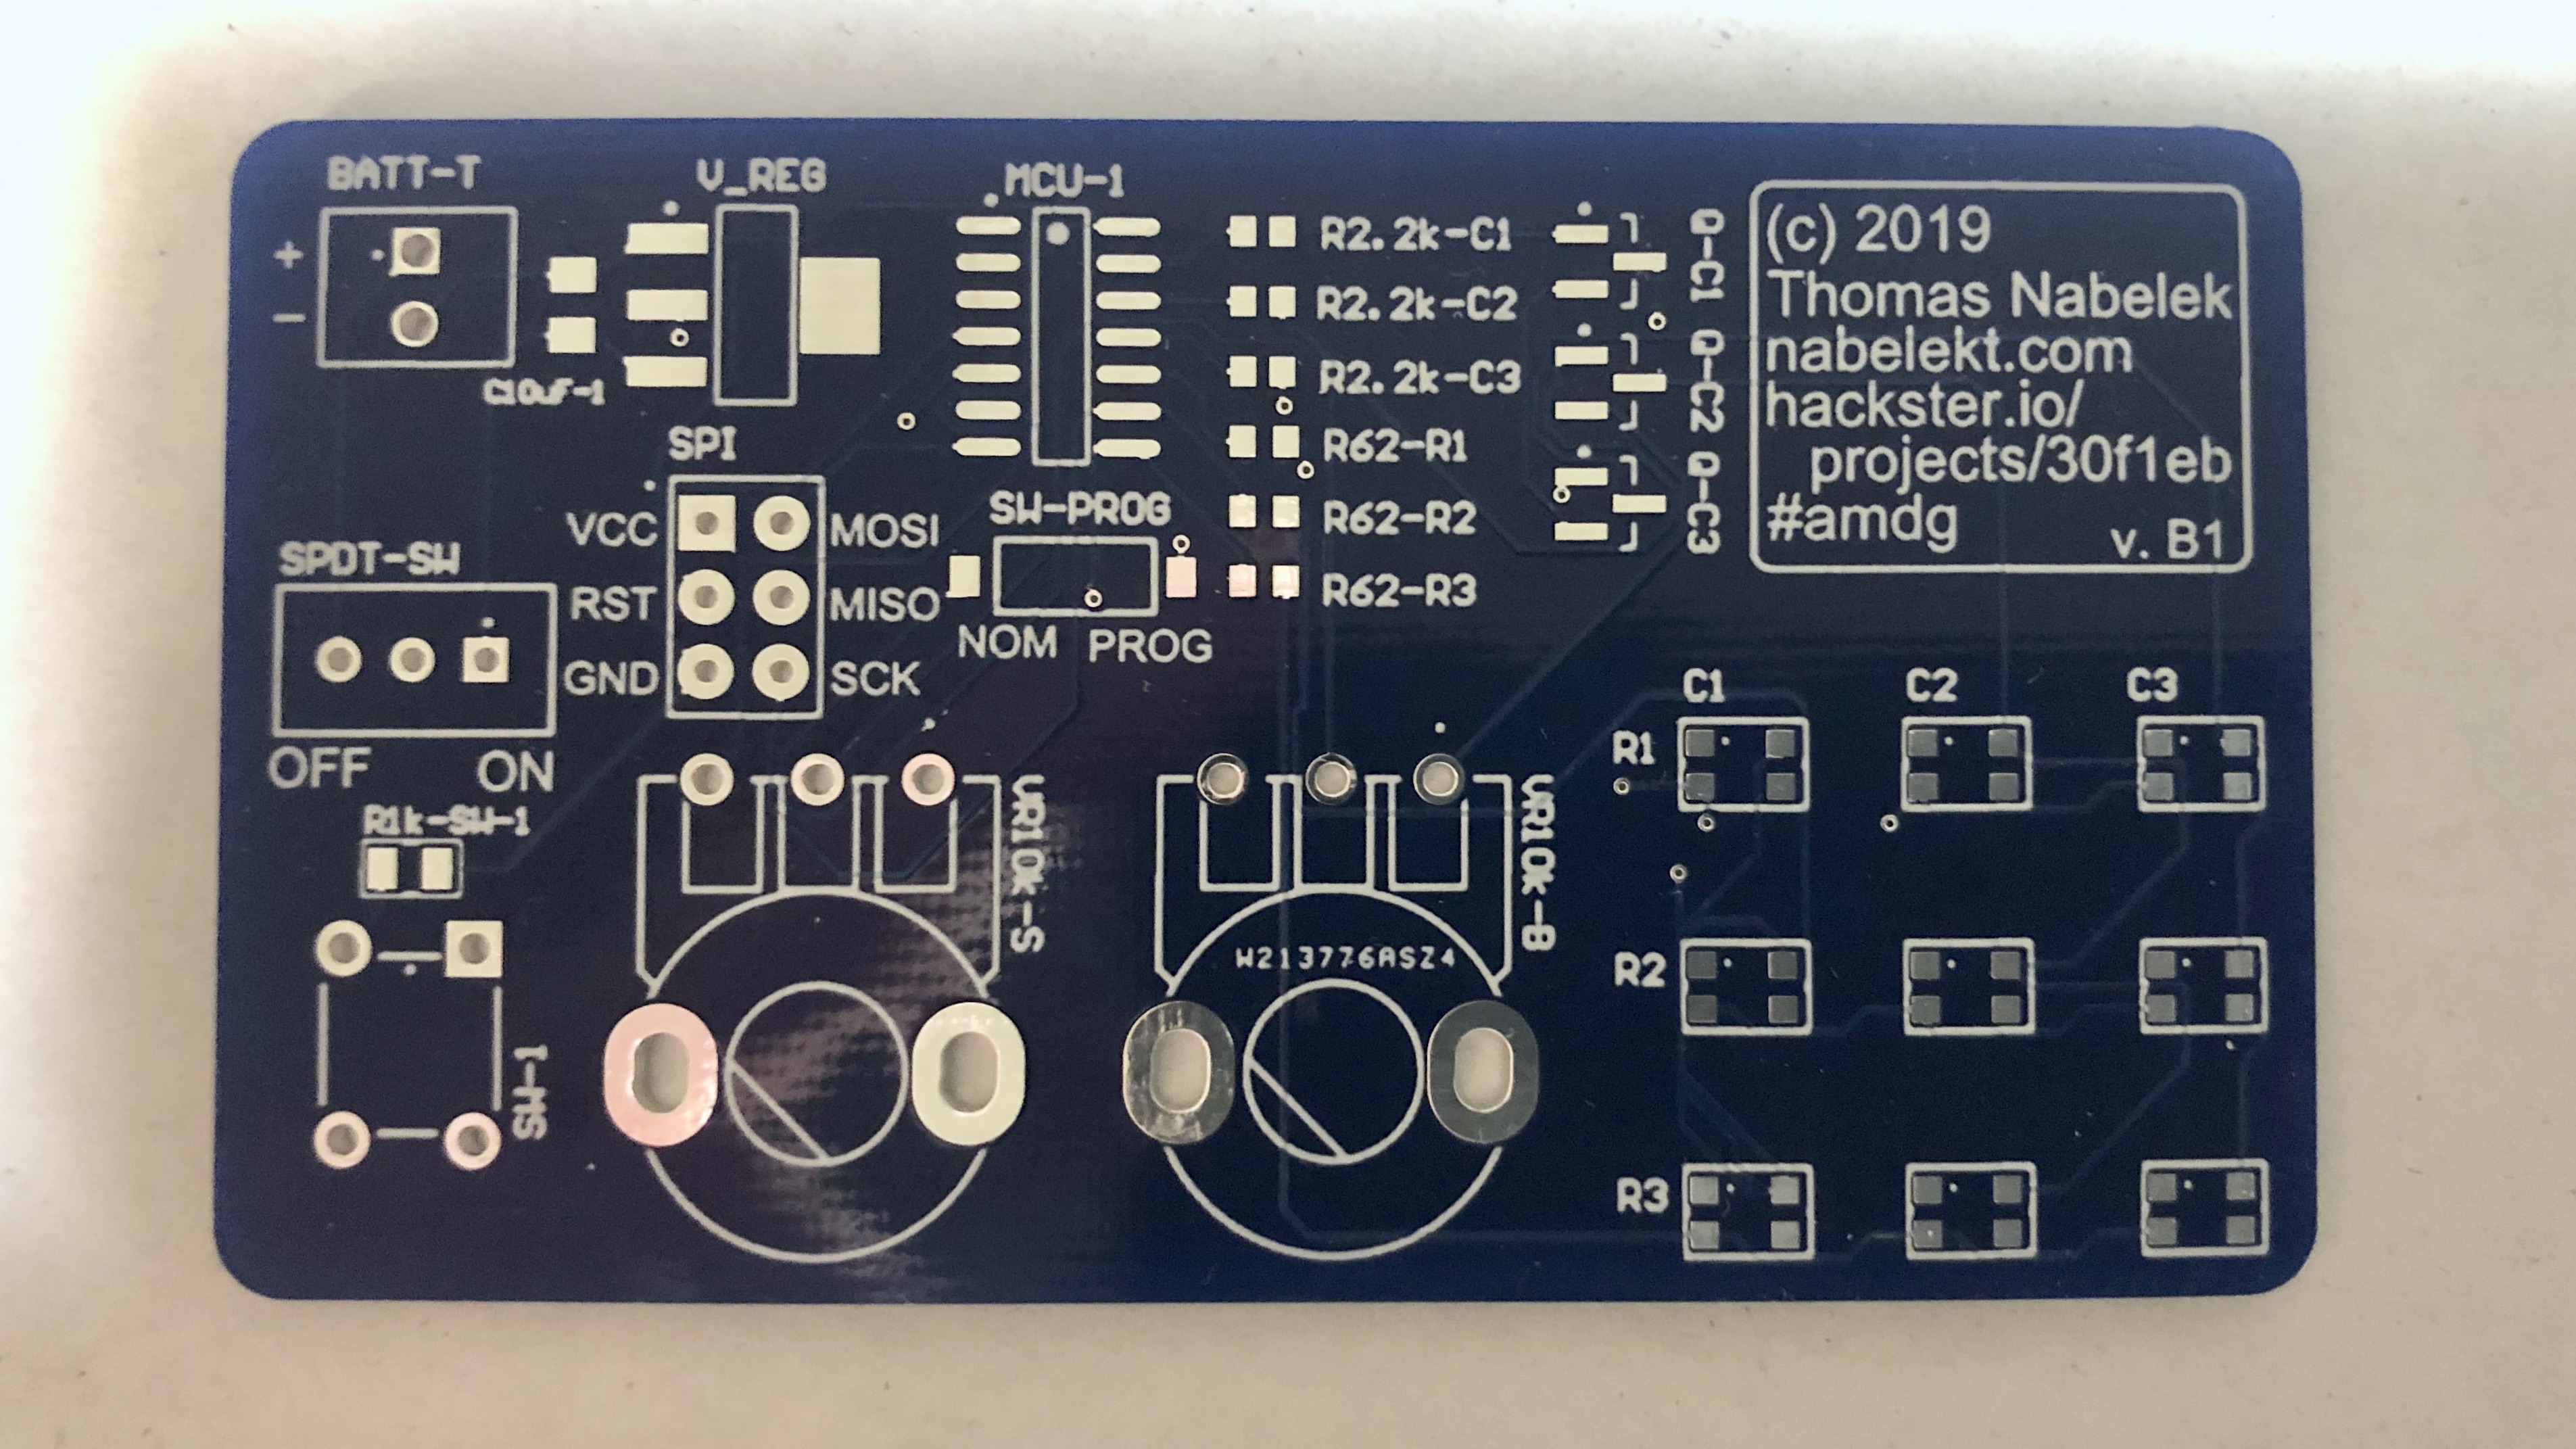 BATT-T
V_REG
MCU-1
+
−
C10uF-1
R2.2k-C1
R2.2k-C2
R2.2k-C3
R62-R1
R62-R2
R62-R3
Q-C1
Q-C2
Q-C3
(c) 2019
Thomas Nabelek
nabelekt.com
hackster.io/
projects/30f1eb
#amdg
v. B1
SPI
VCC MOSI
RST MISO
GND SCK
SW-PROG
NOM PROG
SPDT-SW
OFF ON
R1k-SW-1
SW-1
VR10k-S
VR10k-B
W213776ASZ4
C1 C2 C3
R1
R2
R3